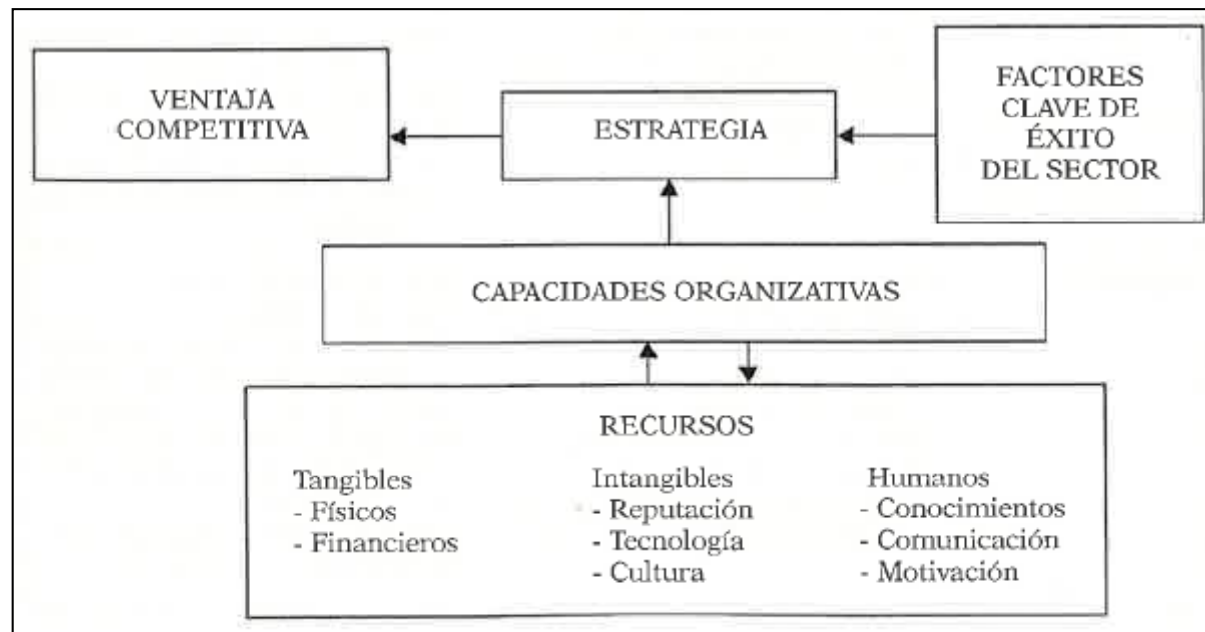 VENTAJA
COMPETITIVA
ESTRATEGIA
FACTORES
CLAVE DE
ÉXITO
DEL SECTOR
CAPACIDADES ORGANIZATIVAS
RECURSOS
Tangibles
- Físicos
- Financieros
Intangibles
- Reputación
- Tecnología
- Cultura
Humanos
- Conocimientos
- Comunicación
- Motivación